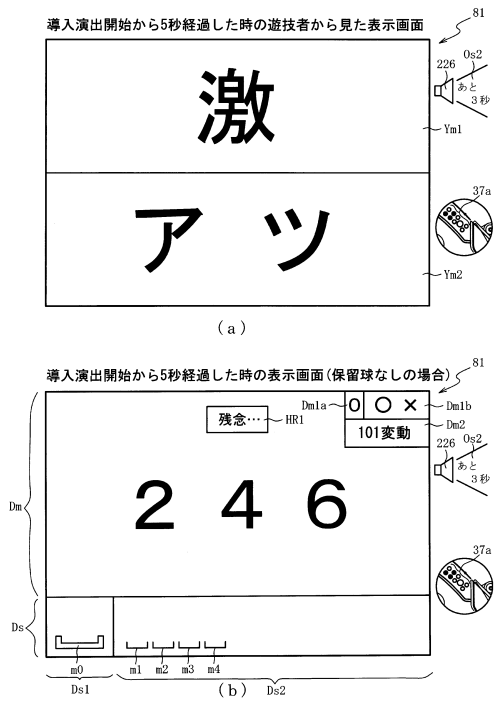 導入演出開始から5秒経過した時の遊技者から見た表示画面
81
激
226
Os2
あと
3秒
Ym1
ア ツ
37a
Ym2
(a)
導入演出開始から5秒経過した時の表示画面(保留球なしの場合)
81
Dm1a
0
○ ×
Dm1b
残念…
HR1
101変動
Dm2
226
Os2
あと
3秒
Dm
2 4 6
37a
Ds
m0
m1
m2
m3
m4
Ds1
(b)
Ds2